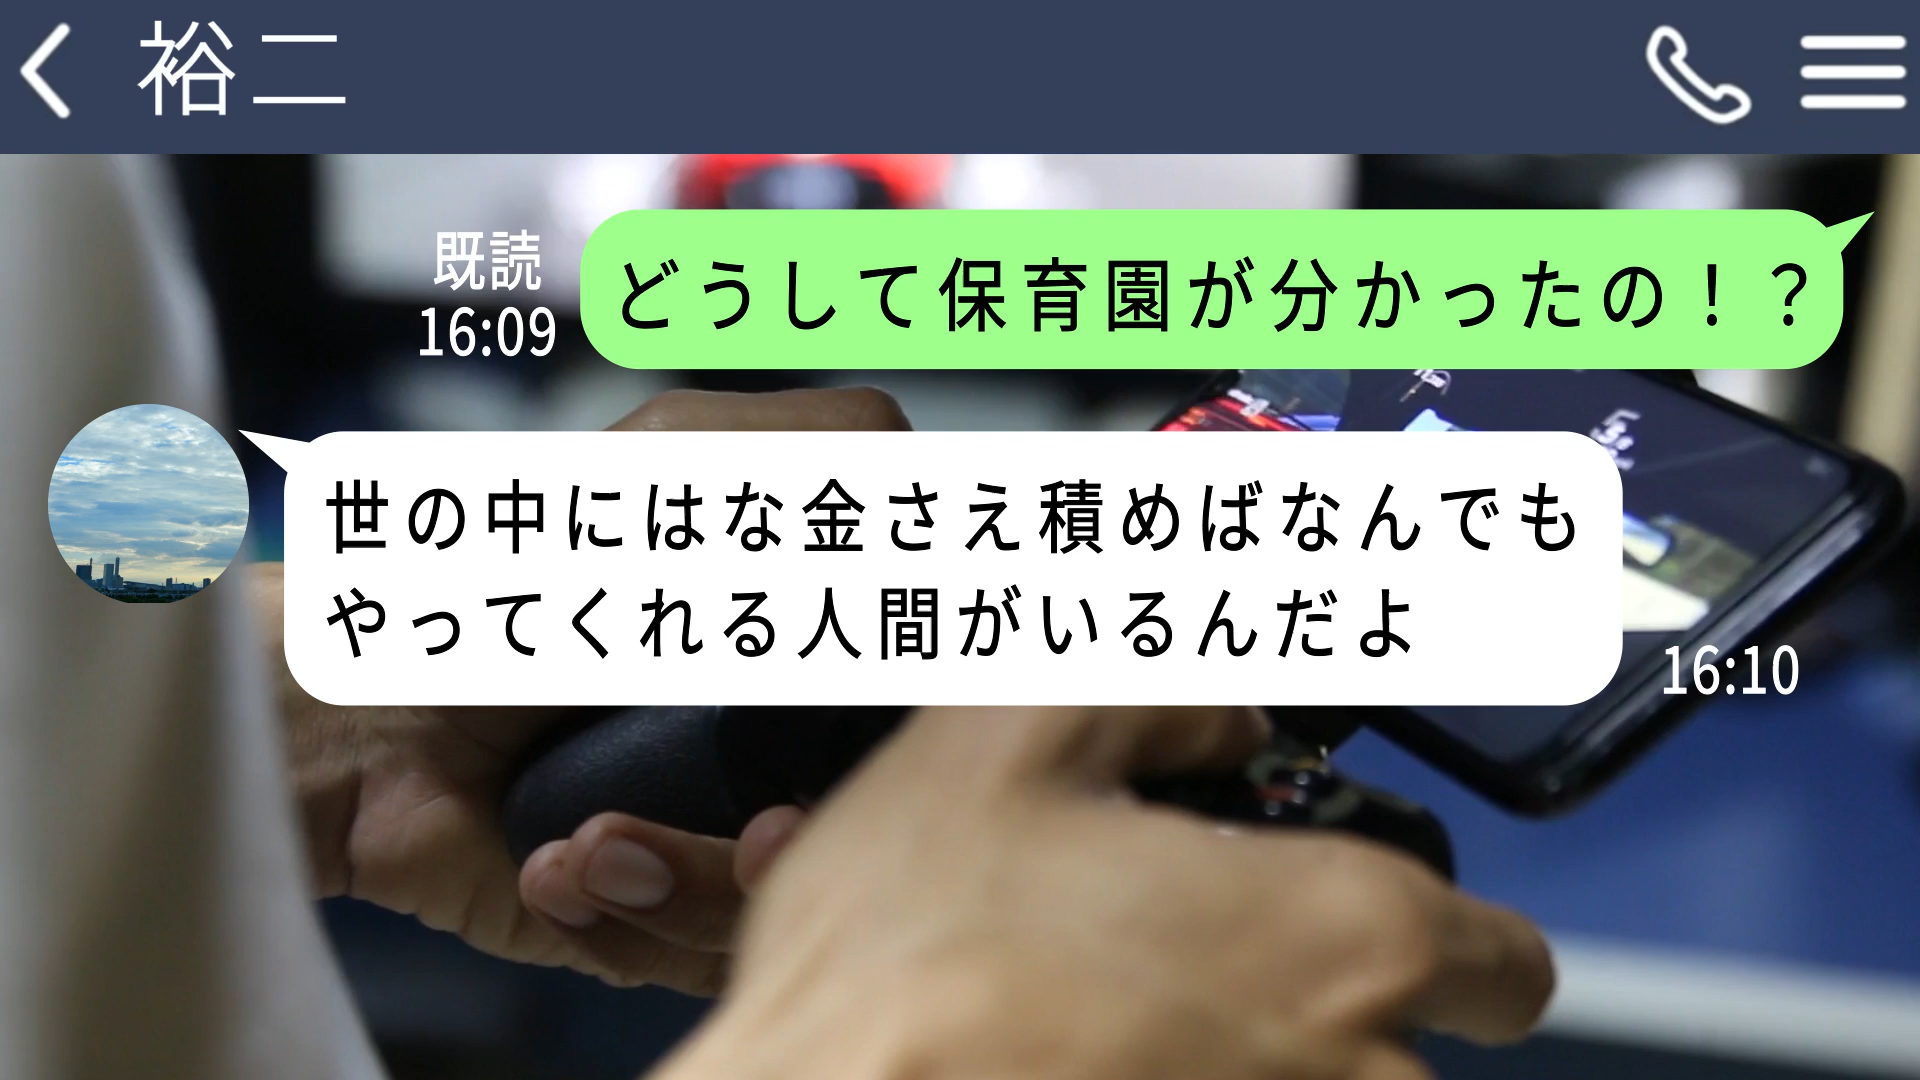 裕二
既読
16:09
どうして保育園が分かったの！？
世の中にはな金さえ積めばなんでも
やってくれる人間がいるんだよ
16:10